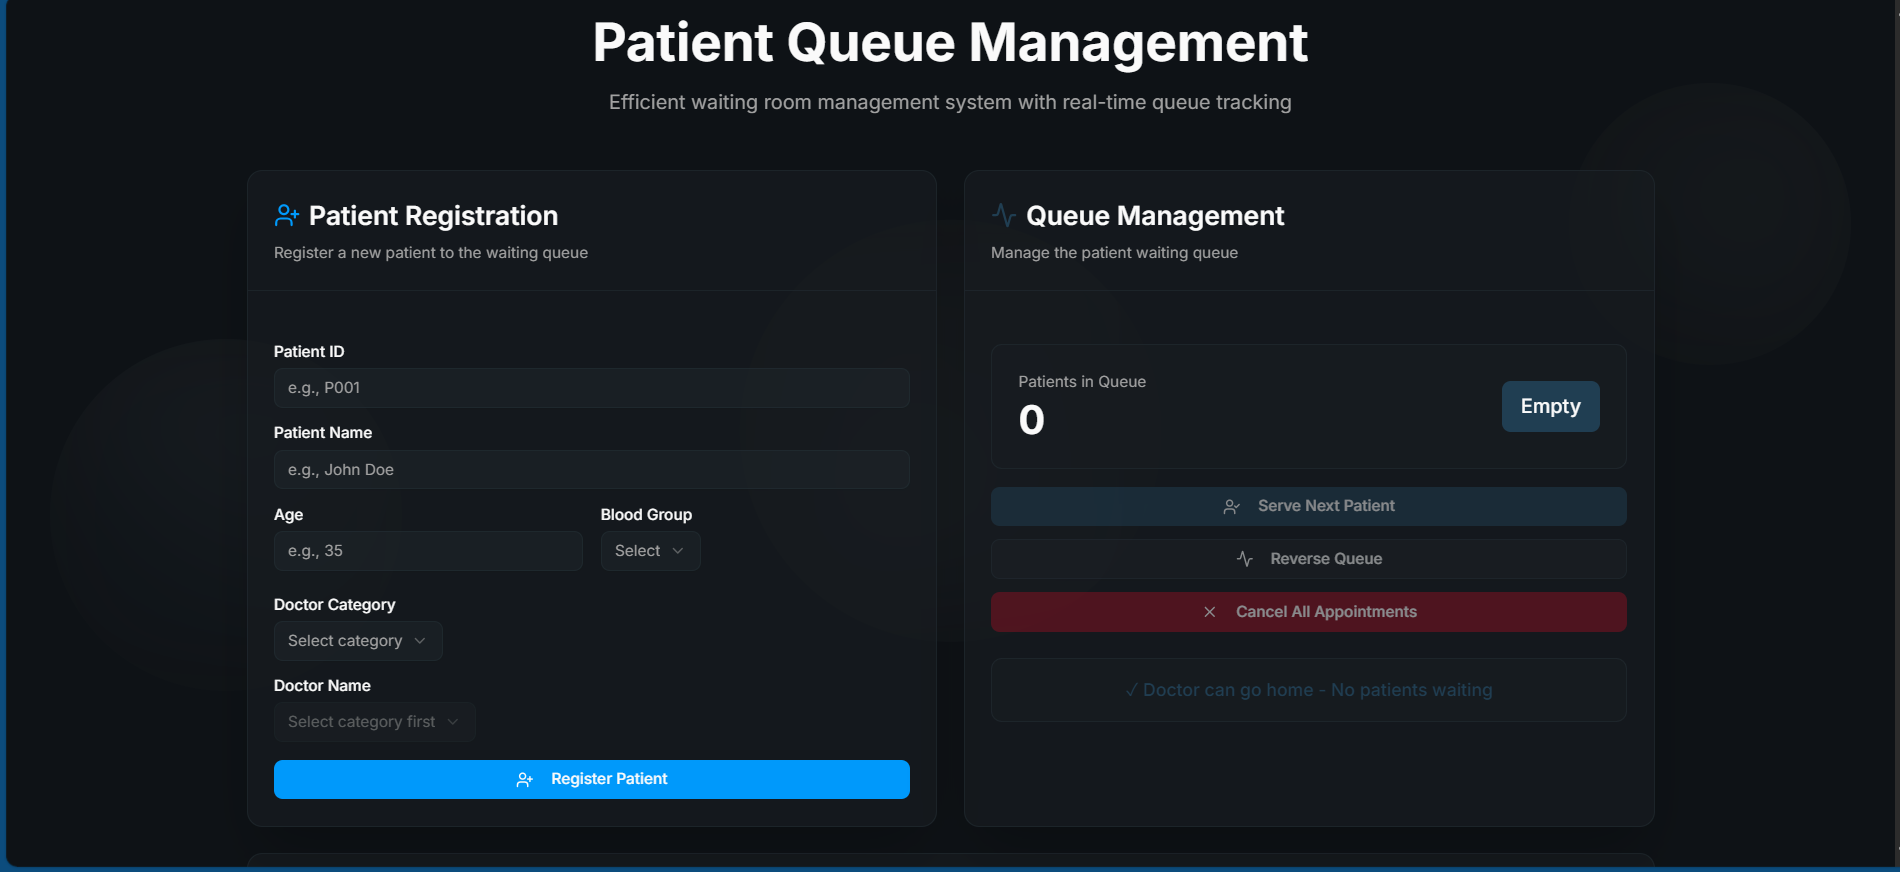 Patient Queue Management
Efficient waiting room management system with real-time queue tracking
Patient Registration
Register a new patient to the waiting queue
Patient ID
e.g., P001
Patient Name
e.g., John Doe
Age
Blood Group
e.g., 35
Select
Doctor Category
Select category
Doctor Name
Select category first
Register Patient
Queue Management
Manage the patient waiting queue
Patients in Queue
0
Empty
Serve Next Patient
Reverse Queue
Cancel All Appointments
✓ Doctor can go home - No patients waiting